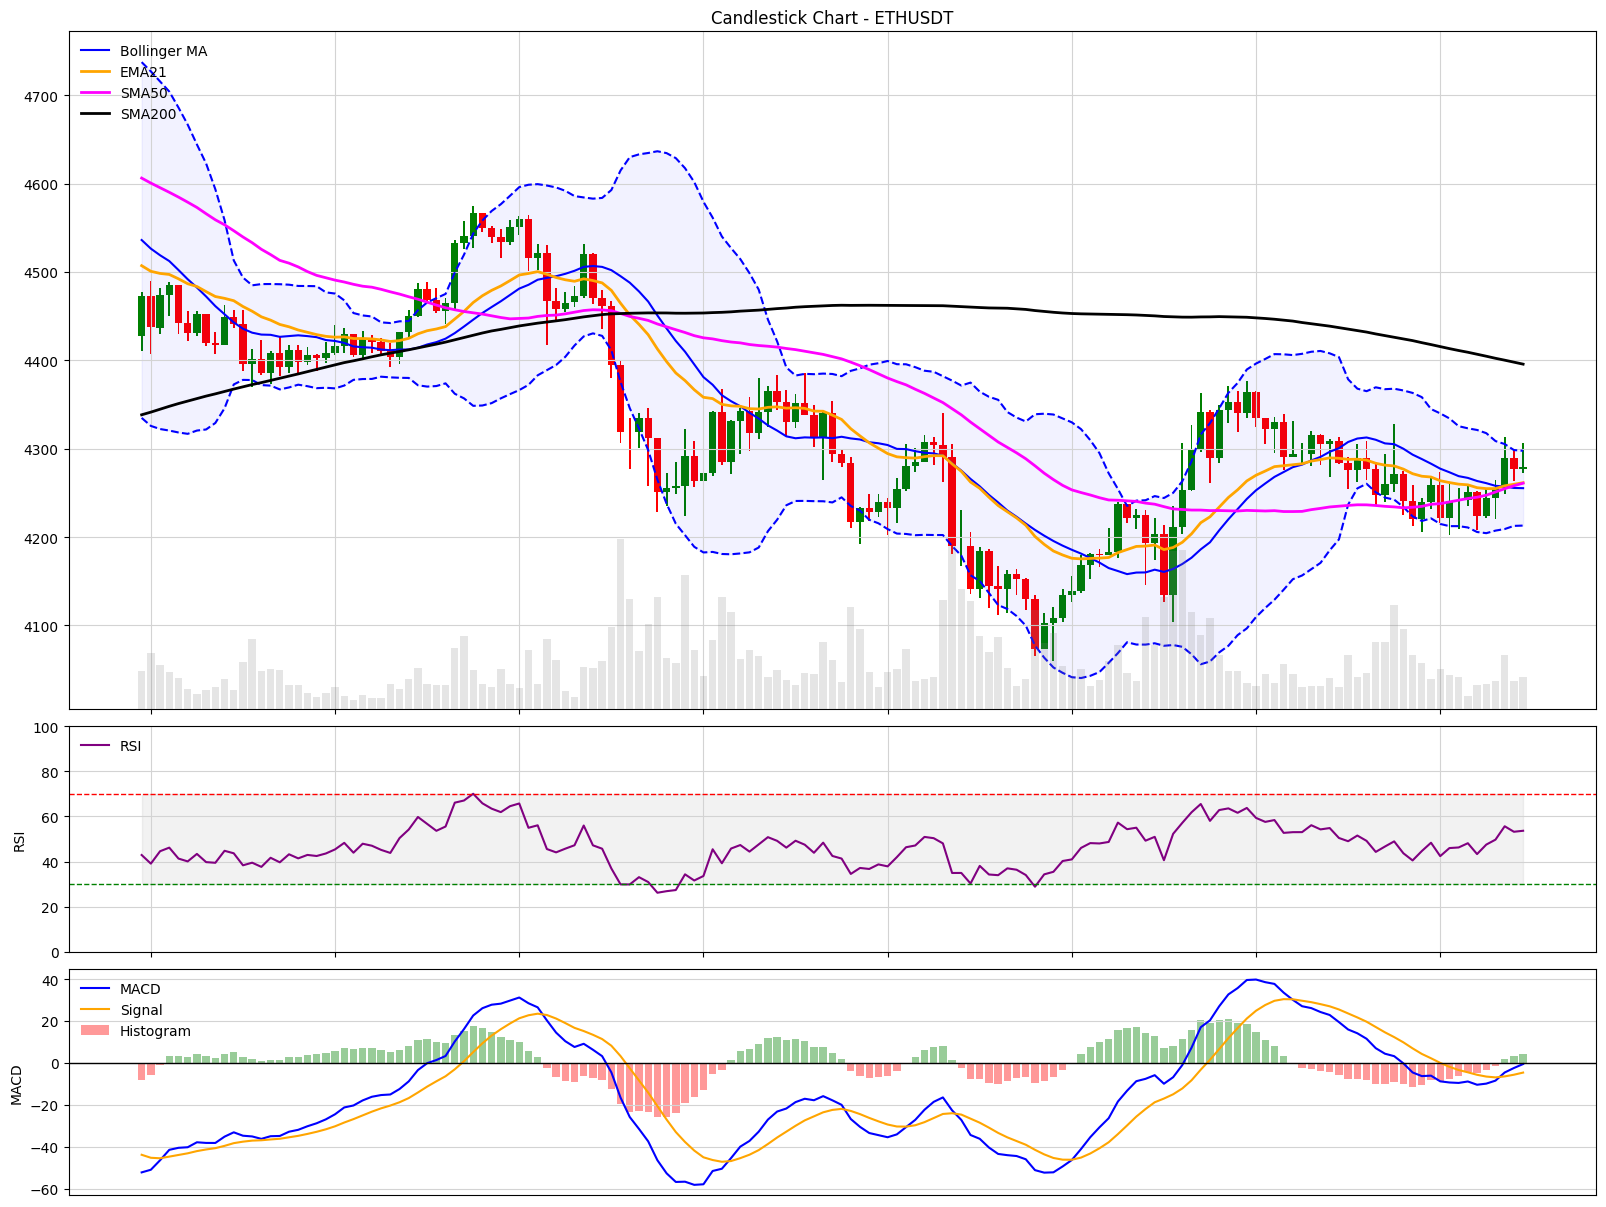 Candlestick Chart - ETHUSDT
Bollinger MA
EMA21
SMA50
SMA200
4700
4600
4500
4400
4300
4200
4100
RSI
100
80
60
40
20
0
RSI
MACD
Signal
Histogram
40
20
0
−20
−40
−60
MACD